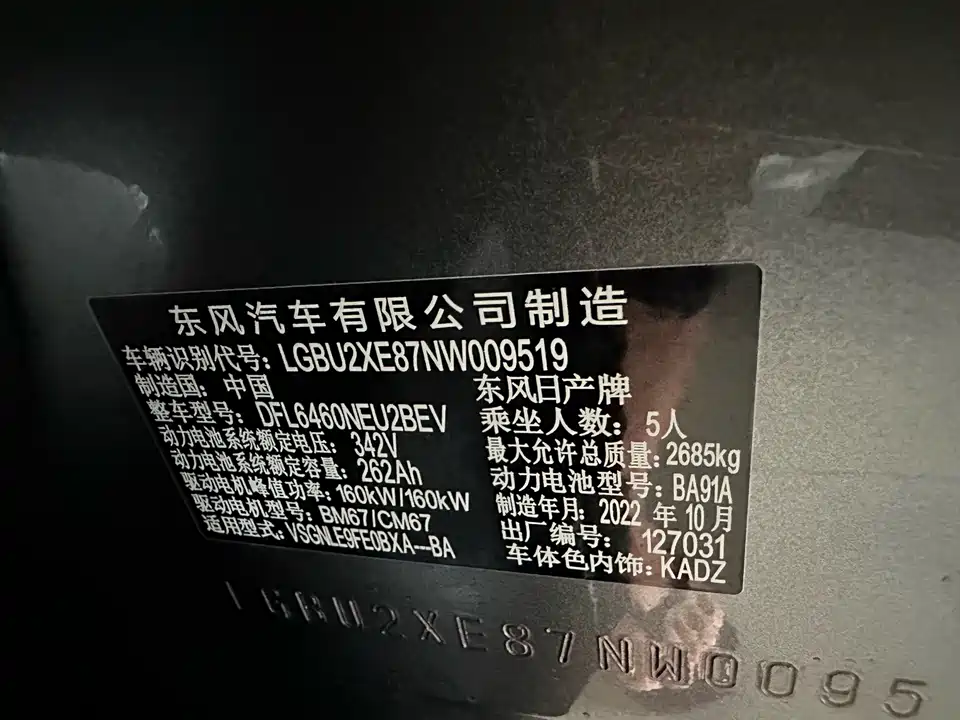 东风汽车有限公司制造
车辆识别代号: LGBU2XE87NW009519
制造国: 中国 东风日产牌
整车型号: DFL6460NEU2BEV 乘坐人数: 5人
动力电池系统额定电压: 342V 最大允许总质量: 2685kg
动力电池系统额定容量: 262Ah 动力电池型号: BA91A
驱动电机峰值功率: 160kW/160kW 制造年月: 2022 年 10 月
驱动电机型号: BM67/CM67 出厂编号: 127031
适用型式: VSGNLE9FE0BXA---BA 车体色内饰: KADZ
LGBU2XE87NW0095